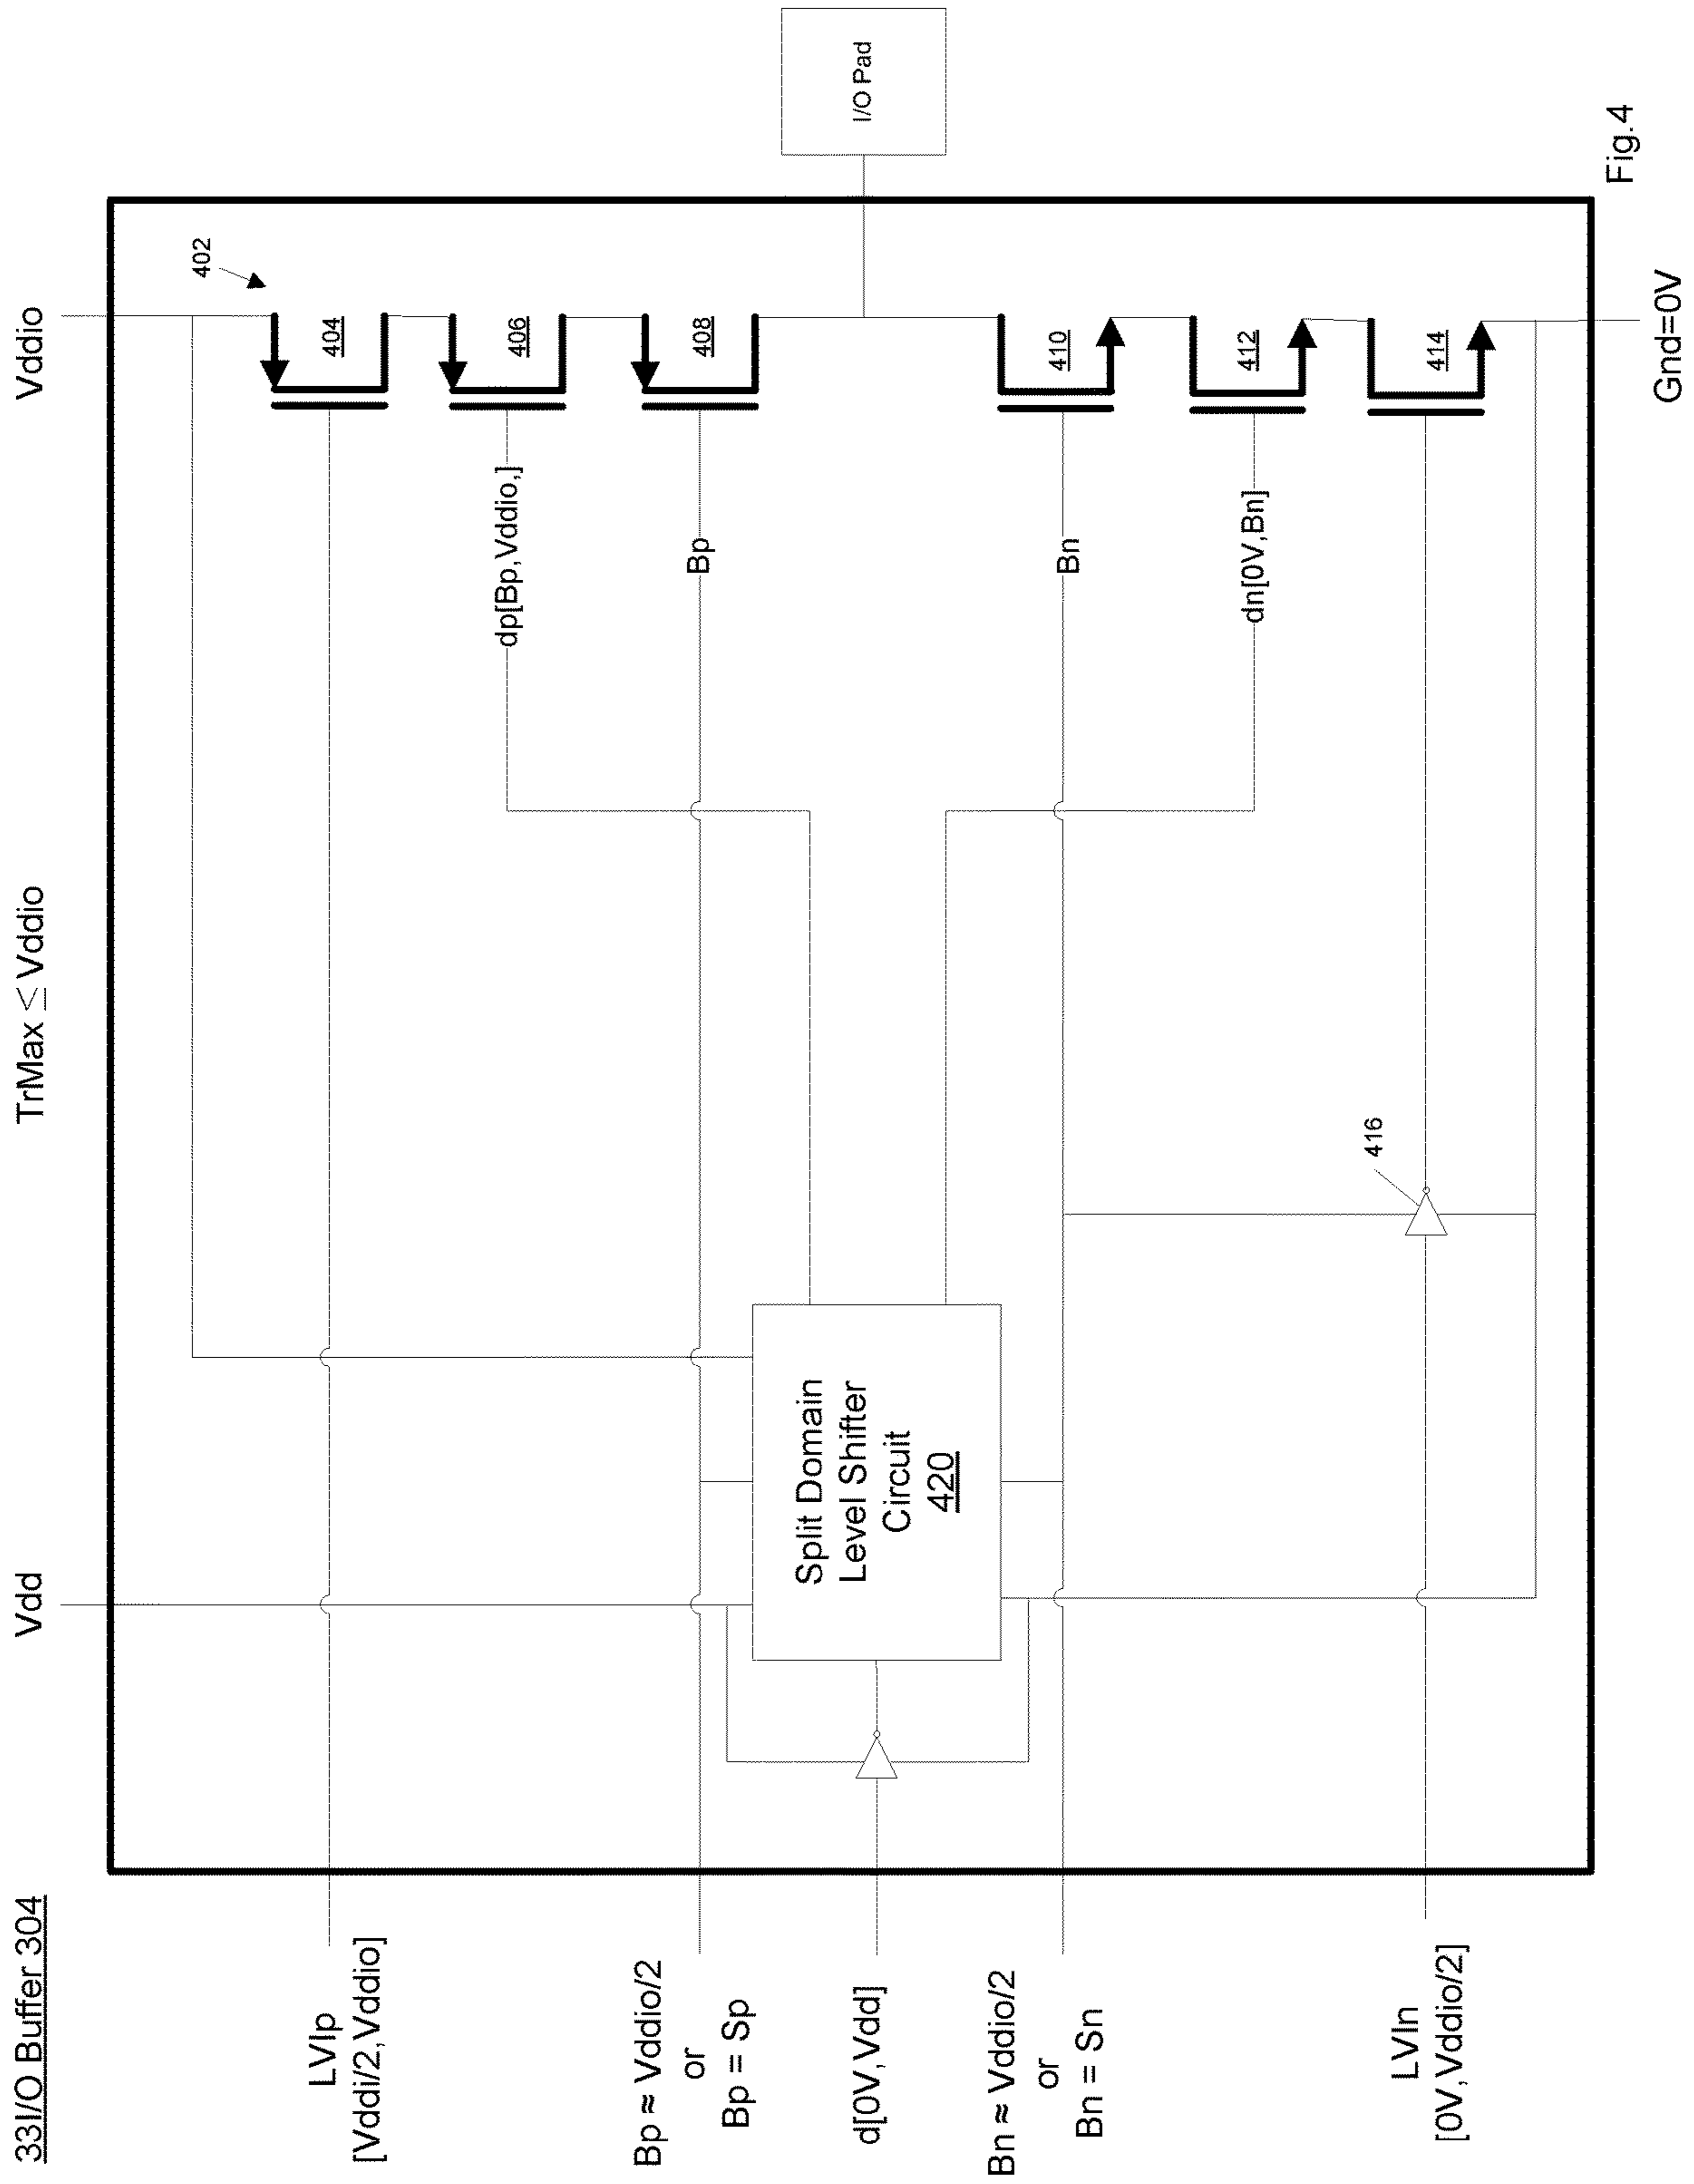 33I/O Buffer 304
TrMax ≤ Vddio
Vdd
Vddio
402
404
406
408
410
412
414
416
LVIp
[Vddi/2,Vddio]
Bp ≈ Vddio/2
or
Bp = Sp
d[0V,Vdd]
Bn ≈ Vddio/2
or
Bn = Sn
LVIn
[0V,Vddio/2]
Split Domain
Level Shifter
Circuit
420
dp[Bp,Vddio,]
Bp
Bn
dn[0V,Bn]
I/O Pad
Gnd=0V
Fig.4